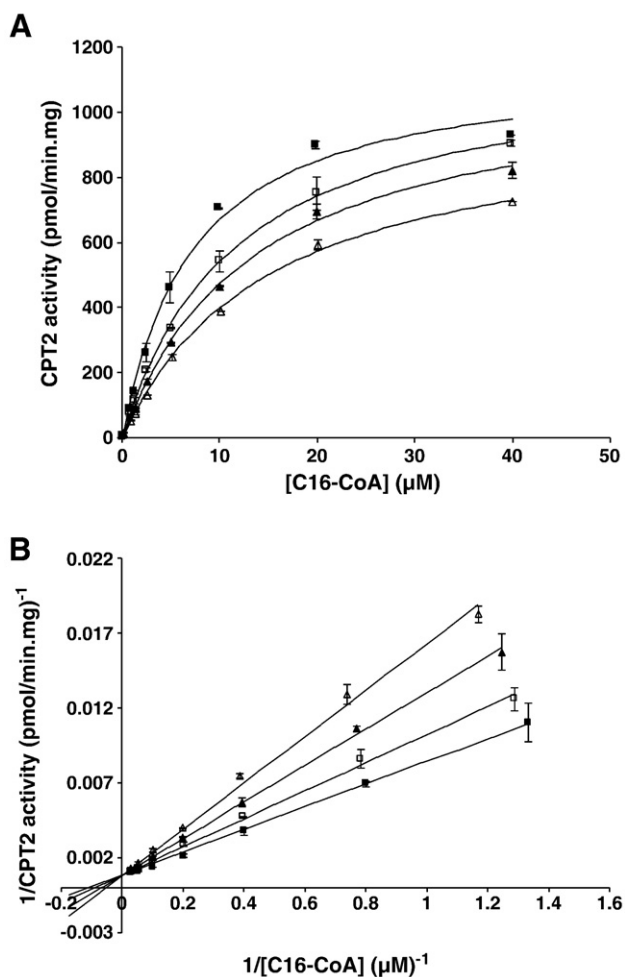 A
1200
1000
800
600
400
200
0
0 10 20 30 40 50
CPT2 activity (pmol/min.mg)
[C16-CoA] (µM)
B
0.022
0.017
0.012
0.007
0.002
-0.003
-0.2 0 0.2 0.4 0.6 0.8 1 1.2 1.4 1.6
1/CPT2 activity (pmol/min.mg)⁻¹
1/[C16-CoA] (µM)⁻¹